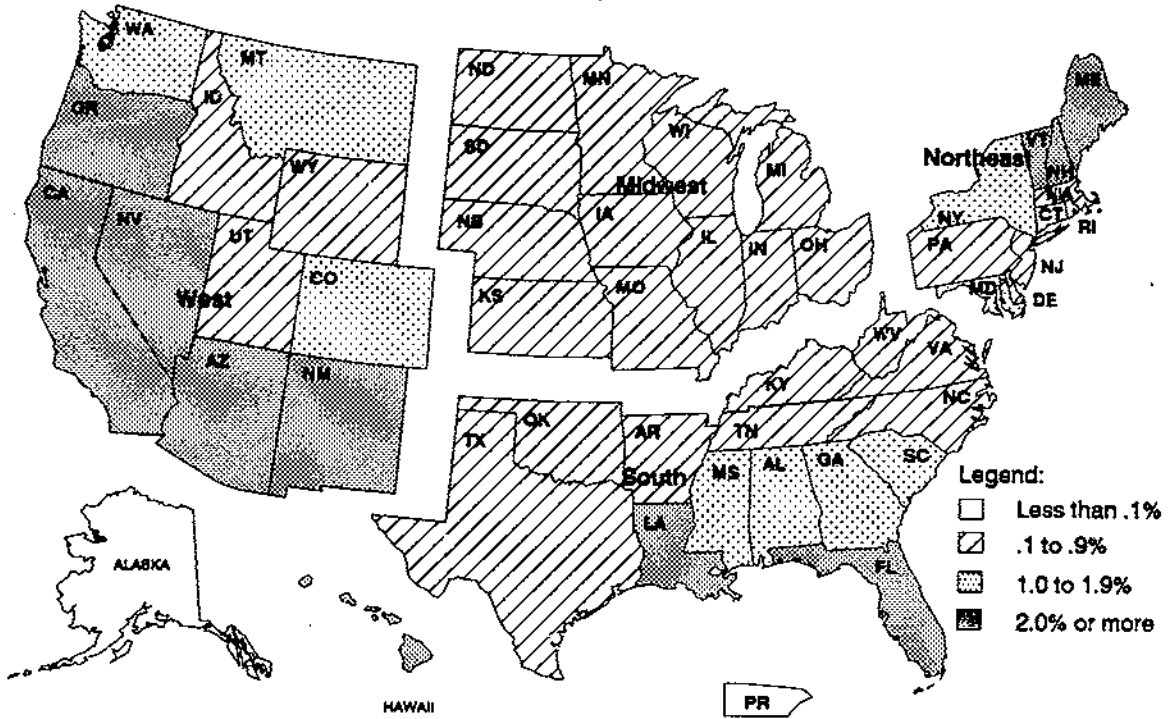 WA
MT
ND
MN
ME
ID
OR
VT
WI
SD
WY
Northeast
MI
NH
Midwest
MA
CA
NV
IA
NB
CT
NY
RI
UT
IL
IN
OH
PA
CO
NJ
West
KS
MO
MD
DE
WV
VA
AZ
NM
KY
NC
OK
AR
TN
TX
MS
AL
GA
SC
South
Legend:
Less than .1%
LA
.1 to .9%
ALASKA
FL
1.0 to 1.9%
2.0% or more
PR
HAWAII